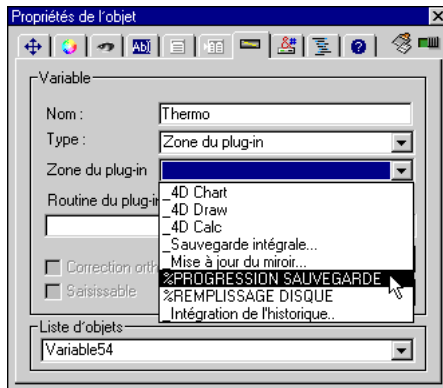 Propriétés de l'objet
Variable
Nom :
Thermo
Type :
Zone du plug-in
Zone du plug-in
Routine du plug-i
_4D Chart
_4D Draw
_4D Calc
_Sauvegarde intégrale...
_Mise à jour du miroir...
%PROGRESSION SAUVEGARDE
%REMPLISSAGE DISQUE
_Intégration de l'historique..
Correction orth
Saisissable
Liste d'objets
Variable54